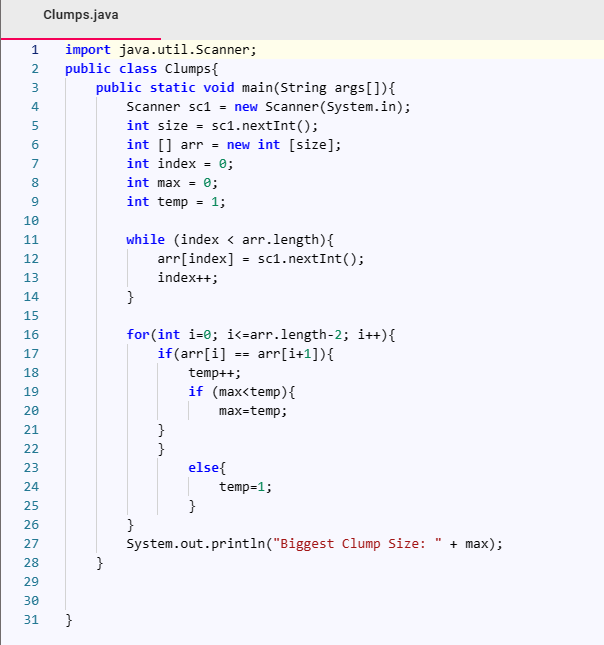 Clumps.java
1 import java.util.Scanner;
2 public class Clumps{
3     public static void main(String args[]){
4         Scanner sc1 = new Scanner(System.in);
5         int size = sc1.nextInt();
6         int [] arr = new int [size];
7         int index = 0;
8         int max = 0;
9         int temp = 1;
10
11         while (index < arr.length){
12             arr[index] = sc1.nextInt();
13             index++;
14         }
15
16         for(int i=0; i<=arr.length-2; i++){
17             if(arr[i] == arr[i+1]){
18                 temp++;
19                 if (max<temp){
20                     max=temp;
21             }
22             }
23                 else{
24                     temp=1;
25                 }
26         }
27         System.out.println("Biggest Clump Size: " + max);
28     }
29
30
31 }